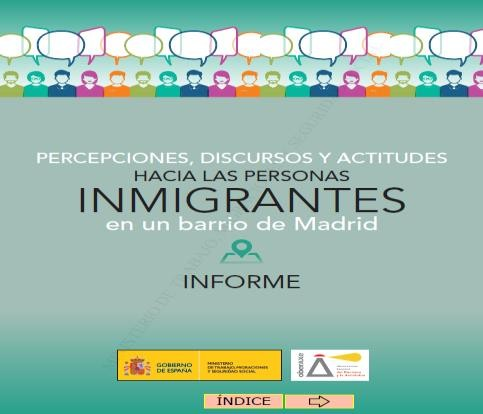 PERCEPCIONES, DISCURSOS Y ACTITUDES
HACIA LAS PERSONAS
INMIGRANTES
en un barrio de Madrid
INFORME
GOBIERNO
DE ESPAÑA
MINISTERIO
DE TRABAJO, MIGRACIONES
Y SEGURIDAD SOCIAL
oberaxe
ÍNDICE